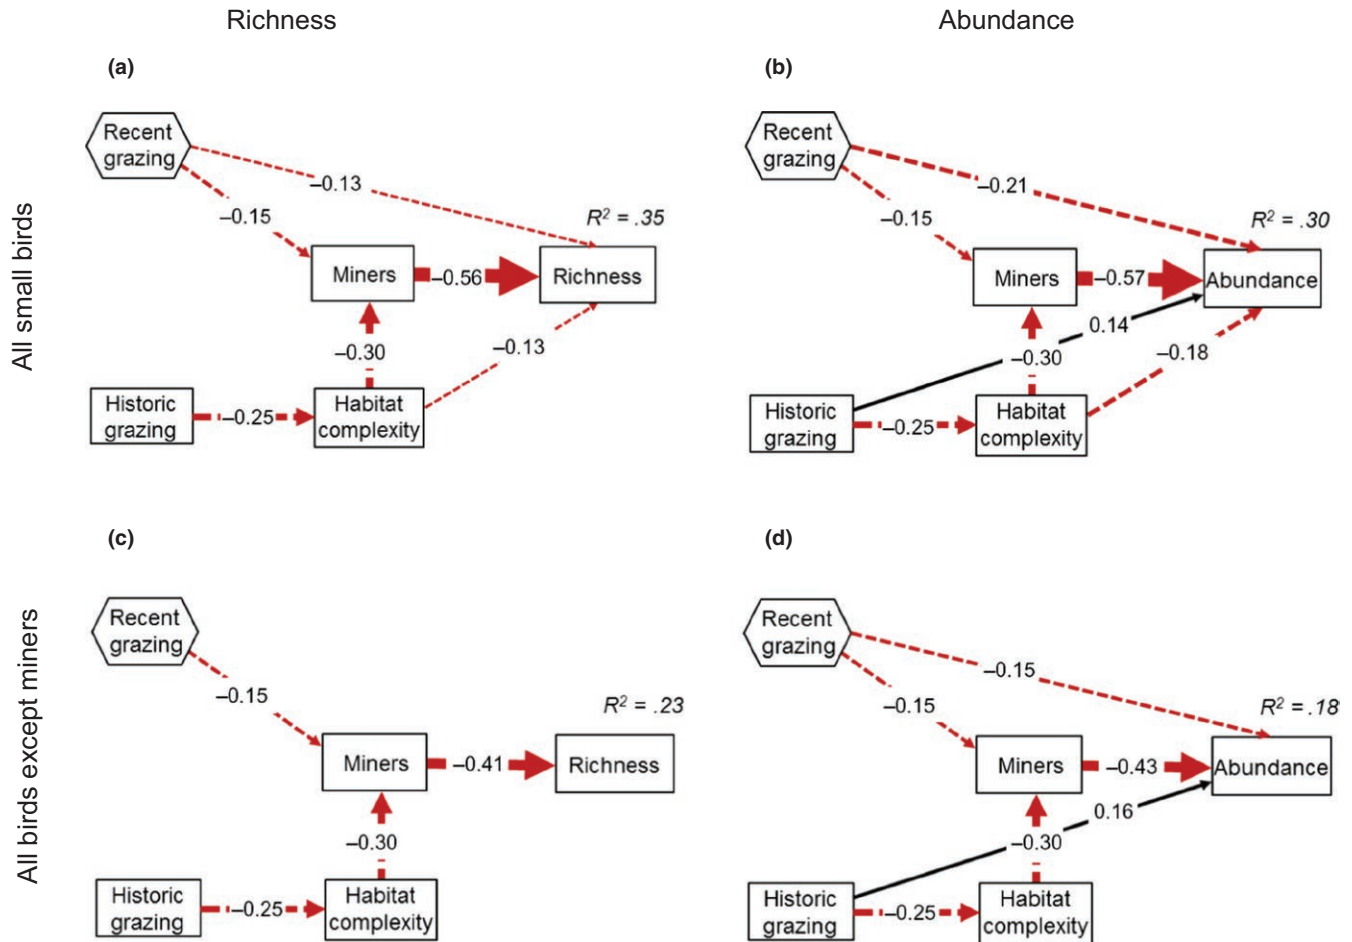 Richness
Abundance
All small birds
(a)
Recent
grazing
–0.13
–0.15
R² = .35
Miners
–0.56
Richness
–0.30
–0.13
Historic
grazing
–0.25
Habitat
complexity
(b)
Recent
grazing
–0.21
–0.15
R² = .30
Miners
–0.57
Abundance
0.14
–0.30
–0.18
Historic
grazing
–0.25
Habitat
complexity
All birds except miners
(c)
Recent
grazing
–0.15
R² = .23
Miners
–0.41
Richness
–0.30
Historic
grazing
–0.25
Habitat
complexity
(d)
Recent
grazing
–0.15
–0.15
R² = .18
Miners
–0.43
Abundance
0.16
–0.30
Historic
grazing
–0.25
Habitat
complexity